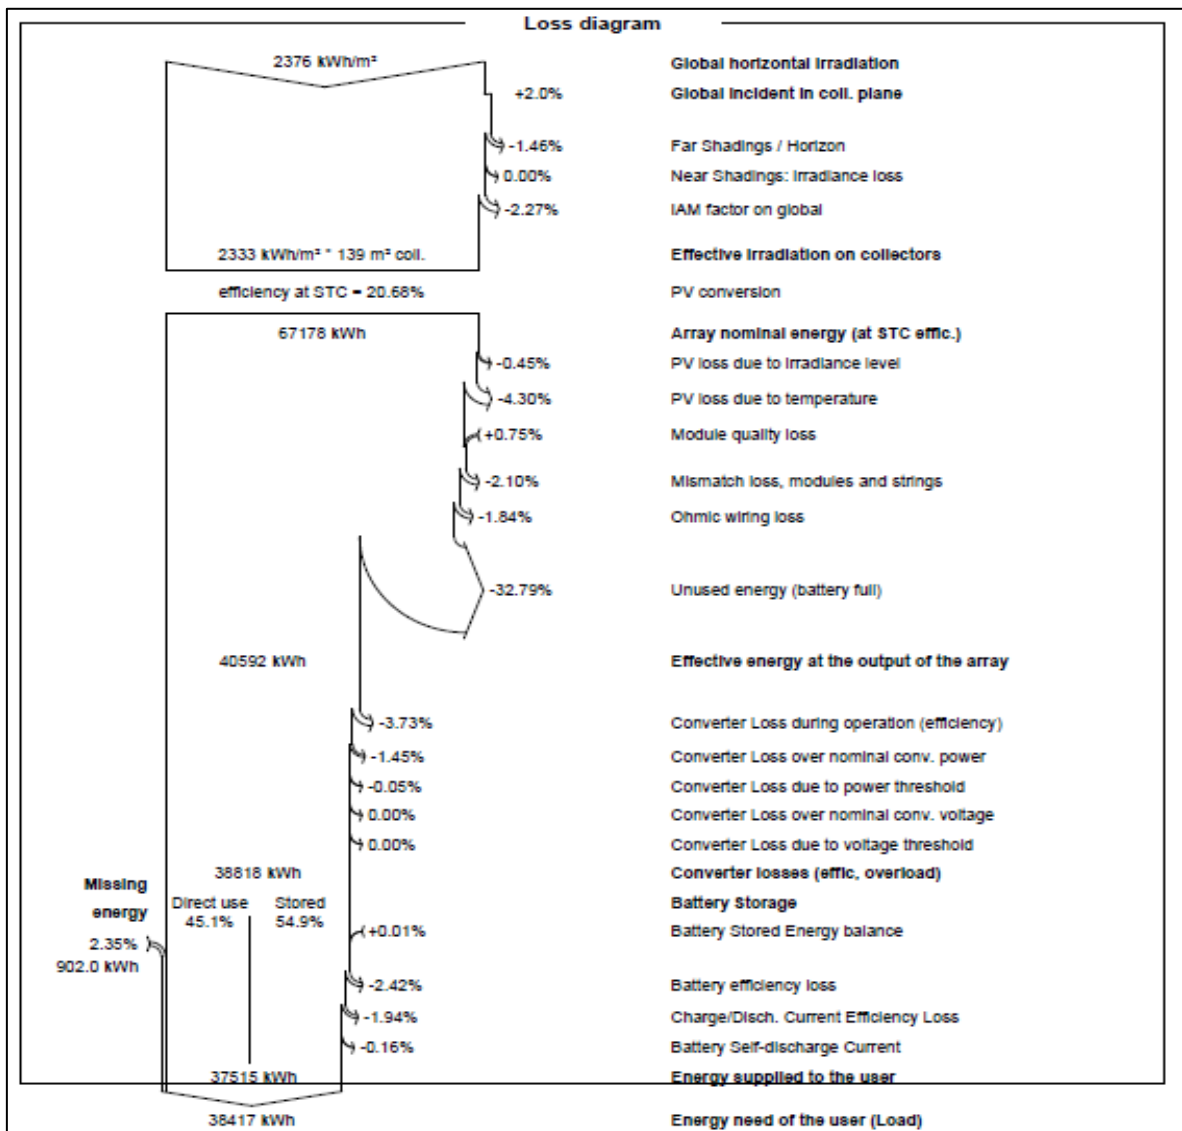 Loss diagram
2376 kWh/m² Global horizontal irradiation
+2.0% Global incident in coll. plane
-1.46% Far Shadings / Horizon
0.00% Near Shadings: irradiance loss
-2.27% IAM factor on global
2333 kWh/m² * 139 m² coll. Effective irradiation on collectors
efficiency at STC = 20.68% PV conversion
67178 kWh Array nominal energy (at STC effic.)
-0.45% PV loss due to irradiance level
-4.30% PV loss due to temperature
+0.75% Module quality loss
-2.10% Mismatch loss, modules and strings
-1.84% Ohmic wiring loss
-32.79% Unused energy (battery full)
40592 kWh Effective energy at the output of the array
-3.73% Converter Loss during operation (efficiency)
-1.45% Converter Loss over nominal conv. power
-0.05% Converter Loss due to power threshold
0.00% Converter Loss over nominal conv. voltage
0.00% Converter Loss due to voltage threshold
38818 kWh Converter losses (effic, overload)
Missing
energy
Direct use Stored Battery Storage
45.1% 54.9%
+0.01% Battery Stored Energy balance
2.35%
902.0 kWh
-2.42% Battery efficiency loss
-1.94% Charge/Disch. Current Efficiency Loss
-0.16% Battery Self-discharge Current
37515 kWh Energy supplied to the user
38417 kWh Energy need of the user (Load)